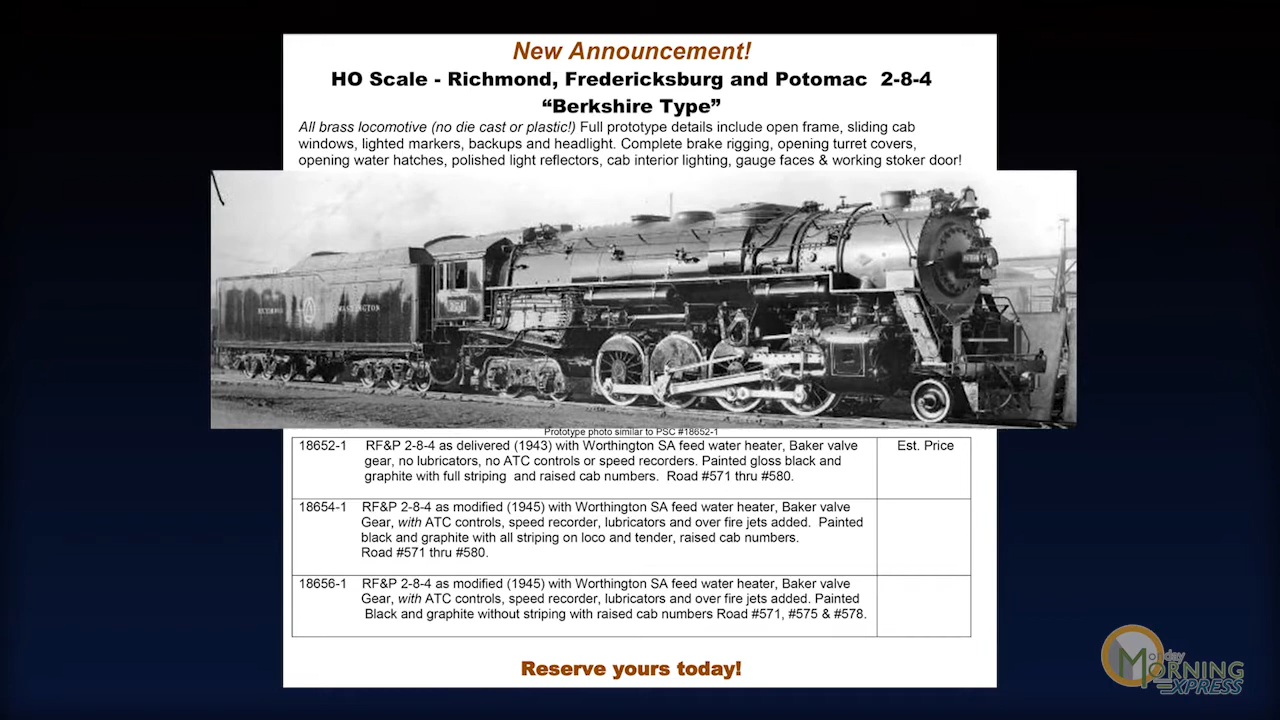 New Announcement!
HO Scale - Richmond, Fredericksburg and Potomac 2-8-4
“Berkshire Type”
All brass locomotive (no die cast or plastic!) Full prototype details include open frame, sliding cab
windows, lighted markers, backups and headlight. Complete brake rigging, opening turret covers,
opening water hatches, polished light reflectors, cab interior lighting, gauge faces & working stoker door!
RICHMOND WASHINGTON
Prototype photo similar to PSC #18652-1
18652-1 RF&P 2-8-4 as delivered (1943) with Worthington SA feed water heater, Baker valve
gear, no lubricators, no ATC controls or speed recorders. Painted gloss black and
graphite with full striping and raised cab numbers. Road #571 thru #580.
Est. Price
18654-1 RF&P 2-8-4 as modified (1945) with Worthington SA feed water heater, Baker valve
Gear, with ATC controls, speed recorder, lubricators and over fire jets added. Painted
black and graphite with all striping on loco and tender, raised cab numbers.
Road #571 thru #580.
18656-1 RF&P 2-8-4 as modified (1945) with Worthington SA feed water heater, Baker valve
Gear, with ATC controls, speed recorder, lubricators and over fire jets added. Painted
Black and graphite without striping with raised cab numbers Road #571, #575 & #578.
Reserve yours today!
Monday
MORNING
EXPRESS